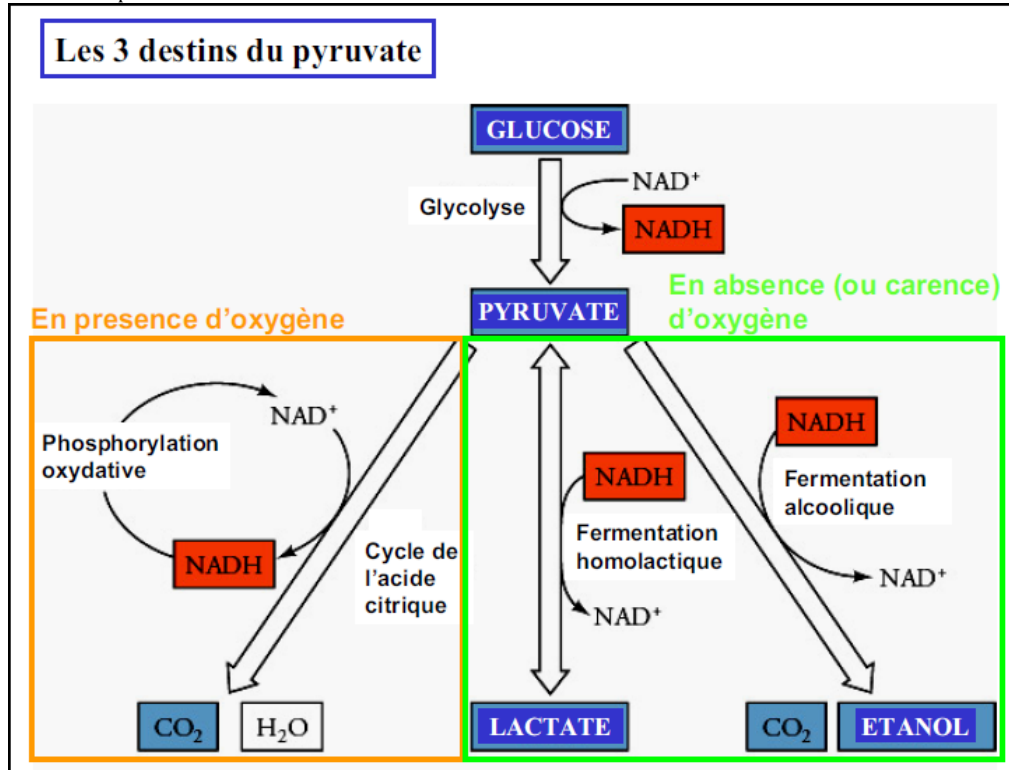 Les 3 destins du pyruvate
GLUCOSE
Glycolyse
NAD⁺
NADH
PYRUVATE
En presence d'oxygène
En absence (ou carence)
d'oxygène
NAD⁺
Phosphorylation
oxydative
NADH
Cycle de
l'acide
citrique
NADH
Fermentation
homolactique
NAD⁺
NADH
Fermentation
alcoolique
NAD⁺
CO₂
H₂O
LACTATE
CO₂
ETANOL